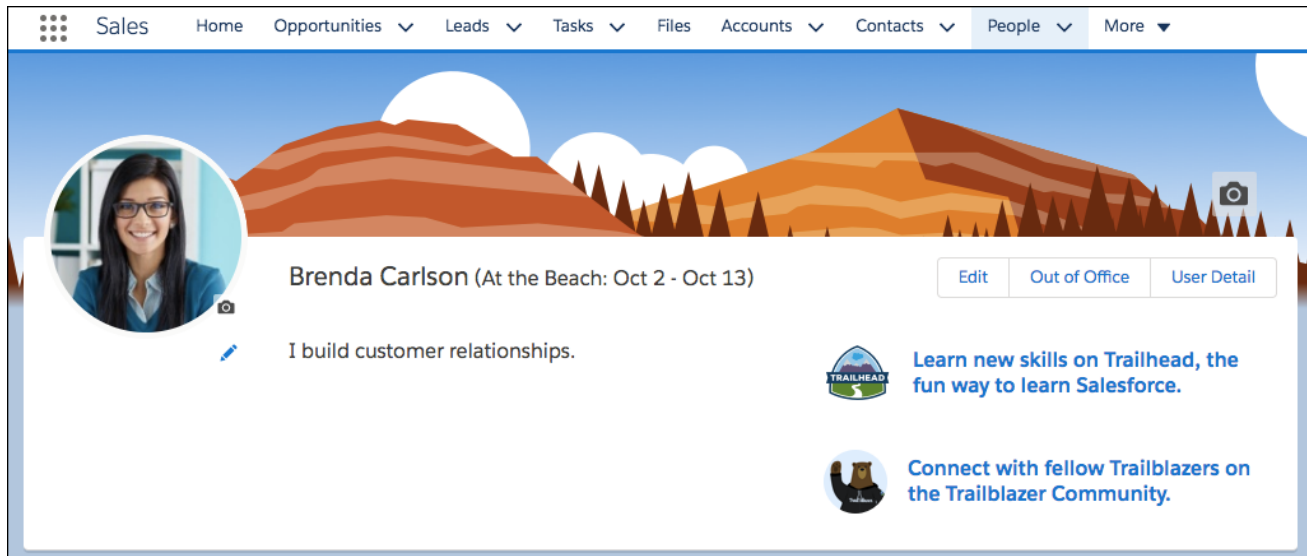 Sales Home Opportunities Leads Tasks Files Accounts Contacts People More
Brenda Carlson (At the Beach: Oct 2 - Oct 13)
Edit Out of Office User Detail
I build customer relationships.
TRAILHEAD
Learn new skills on Trailhead, the
fun way to learn Salesforce.
Connect with fellow Trailblazers on
the Trailblazer Community.